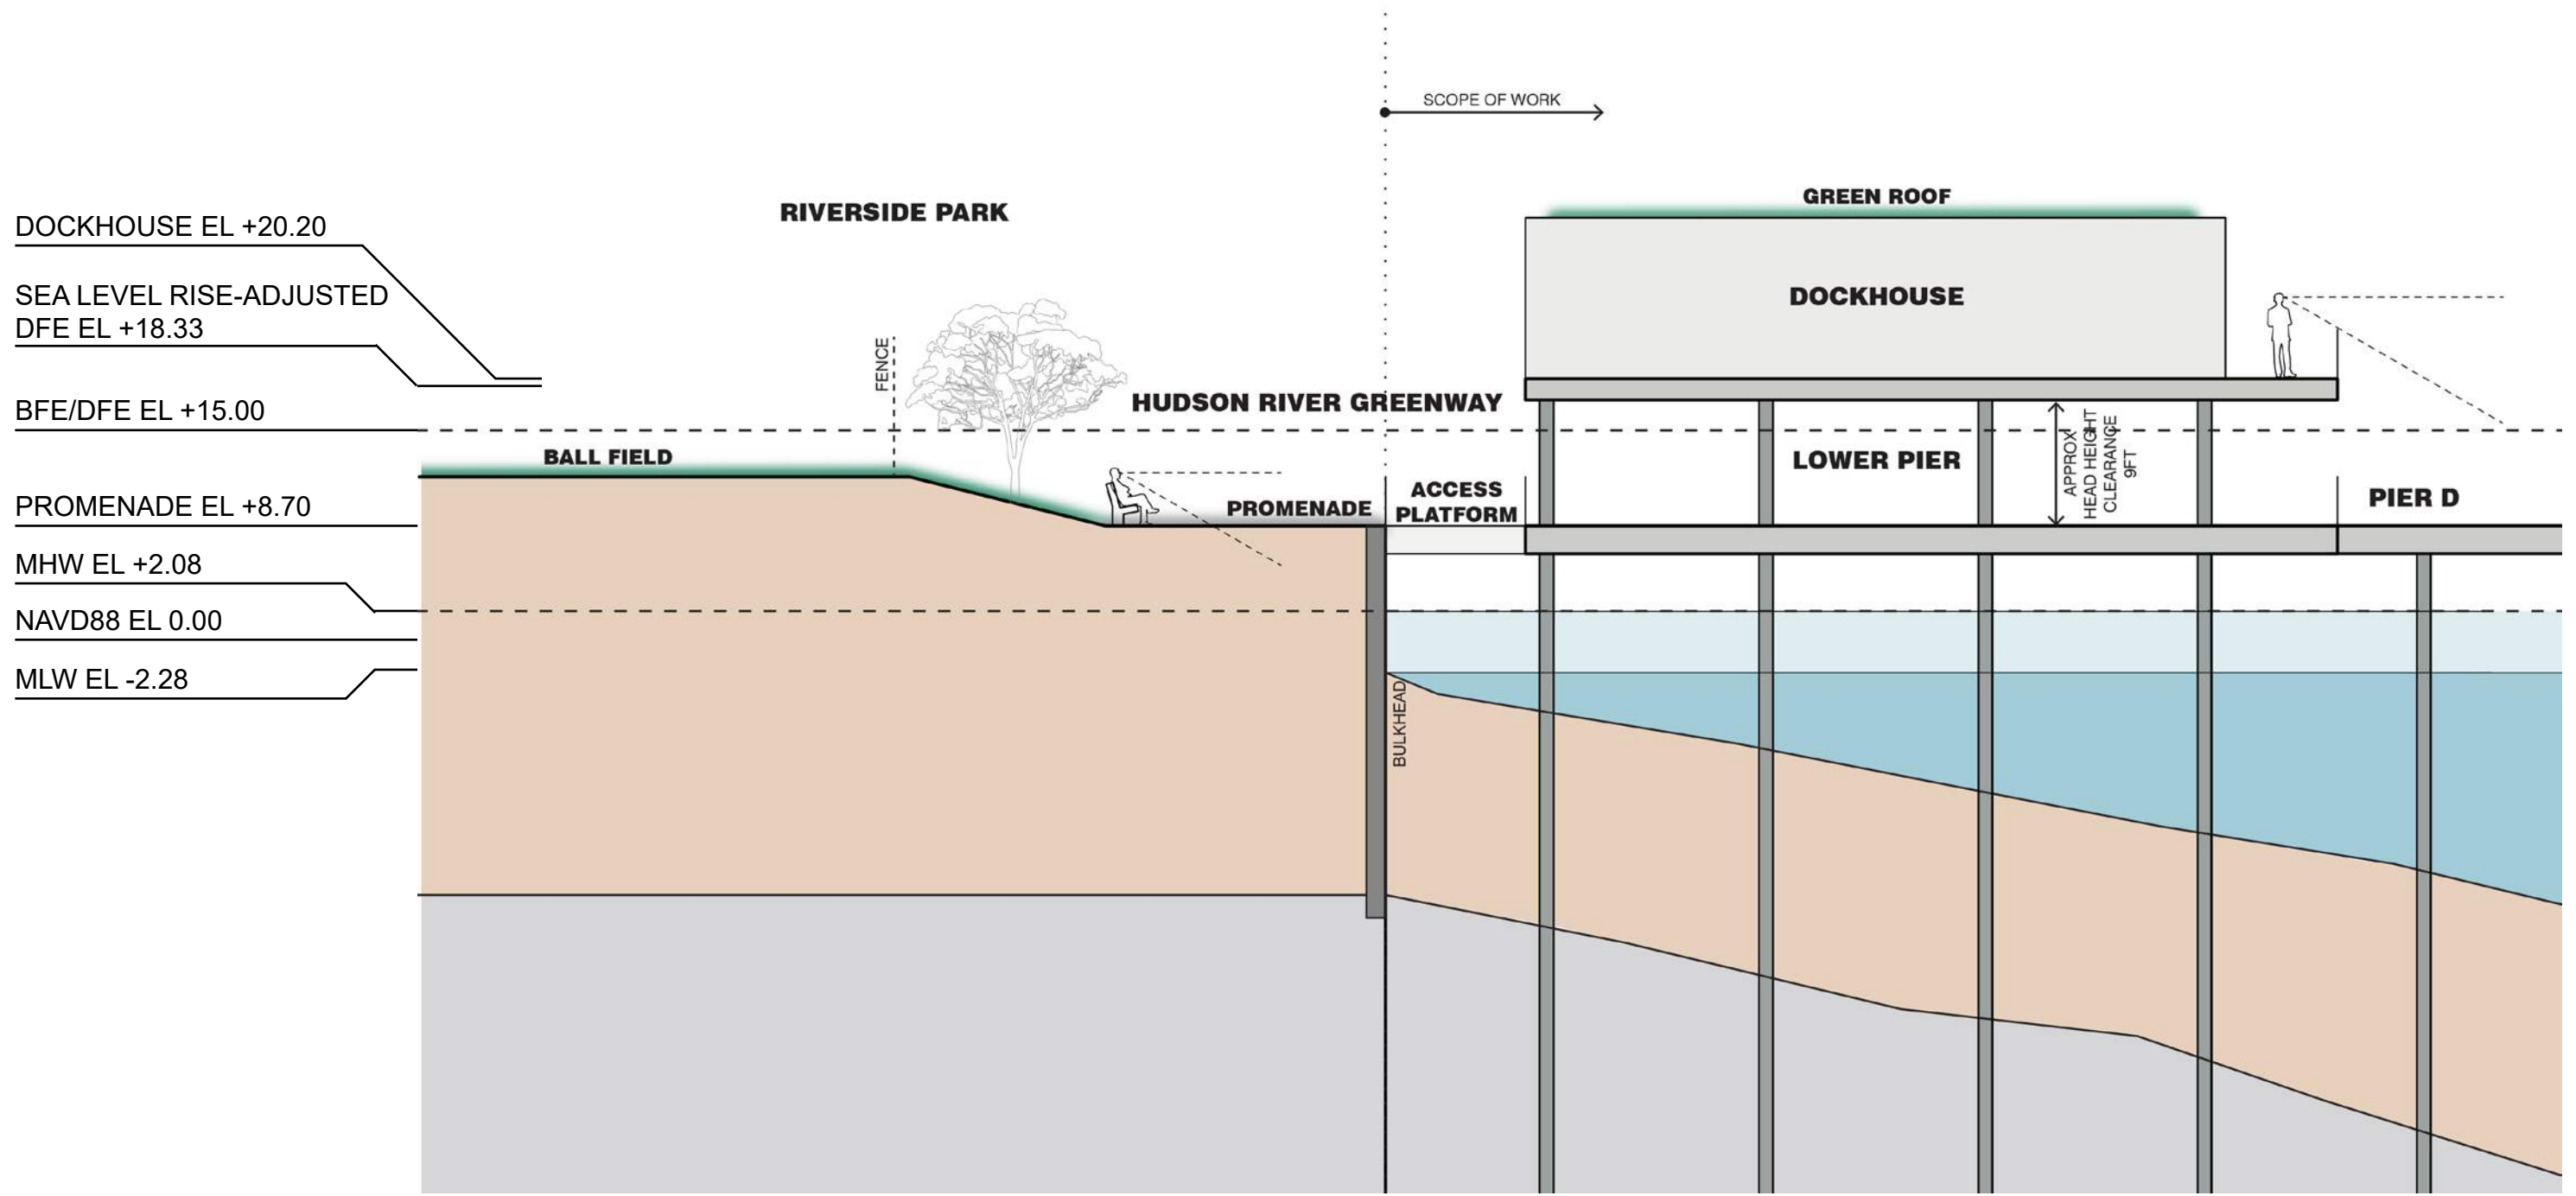 SCOPE OF WORK
GREEN ROOF
RIVERSIDE PARK
DOCKHOUSE EL +20.20
SEA LEVEL RISE-ADJUSTED
DFE EL +18.33
DOCKHOUSE
FENCE
HUDSON RIVER GREENWAY
BFE/DFE EL +15.00
BALL FIELD
LOWER PIER
APPROX
HEAD HEIGHT
CLEARANCE
9FT
PROMENADE EL +8.70
PROMENADE
ACCESS
PLATFORM
PIER D
MHW EL +2.08
NAVD88 EL 0.00
MLW EL -2.28
BULKHEAD